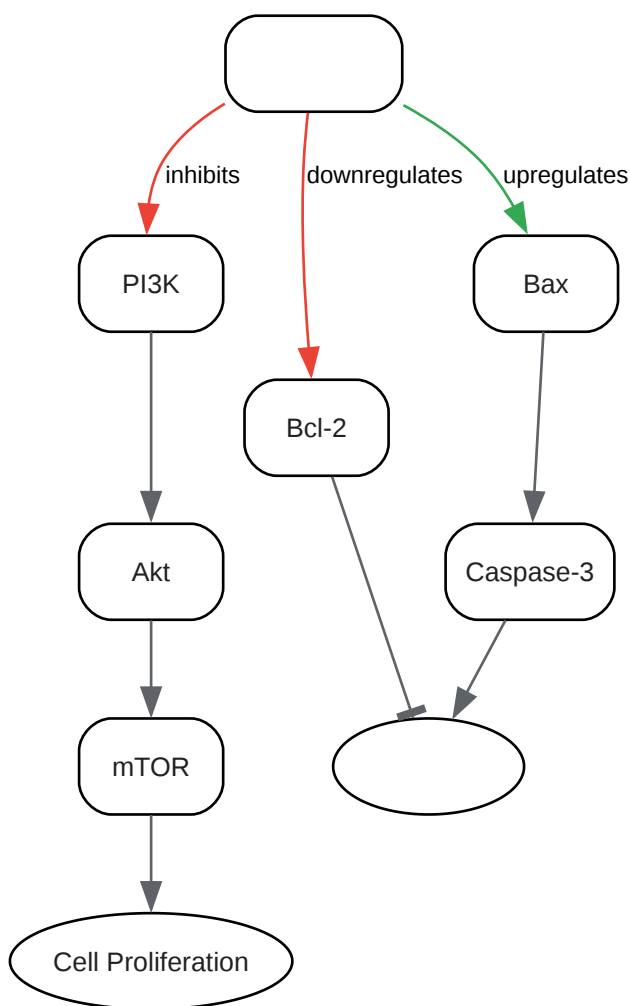 inhibits
downregulates
upregulates
PI3K
Bax
Bcl-2
Akt
Caspase-3
mTOR
Cell Proliferation